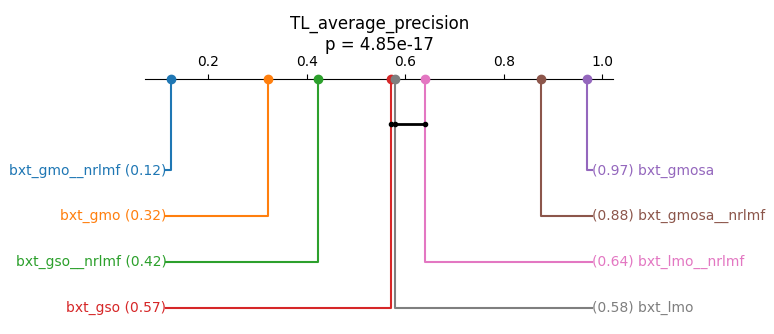 TL_average_precision
p = 4.85e-17
0.2 0.4 0.6 0.8 1.0
bxt_gmo__nrlmf (0.12) (0.97) bxt_gmosa
bxt_gmo (0.32) (0.88) bxt_gmosa__nrlmf
bxt_gso__nrlmf (0.42) (0.64) bxt_lmo__nrlmf
bxt_gso (0.57) (0.58) bxt_lmo